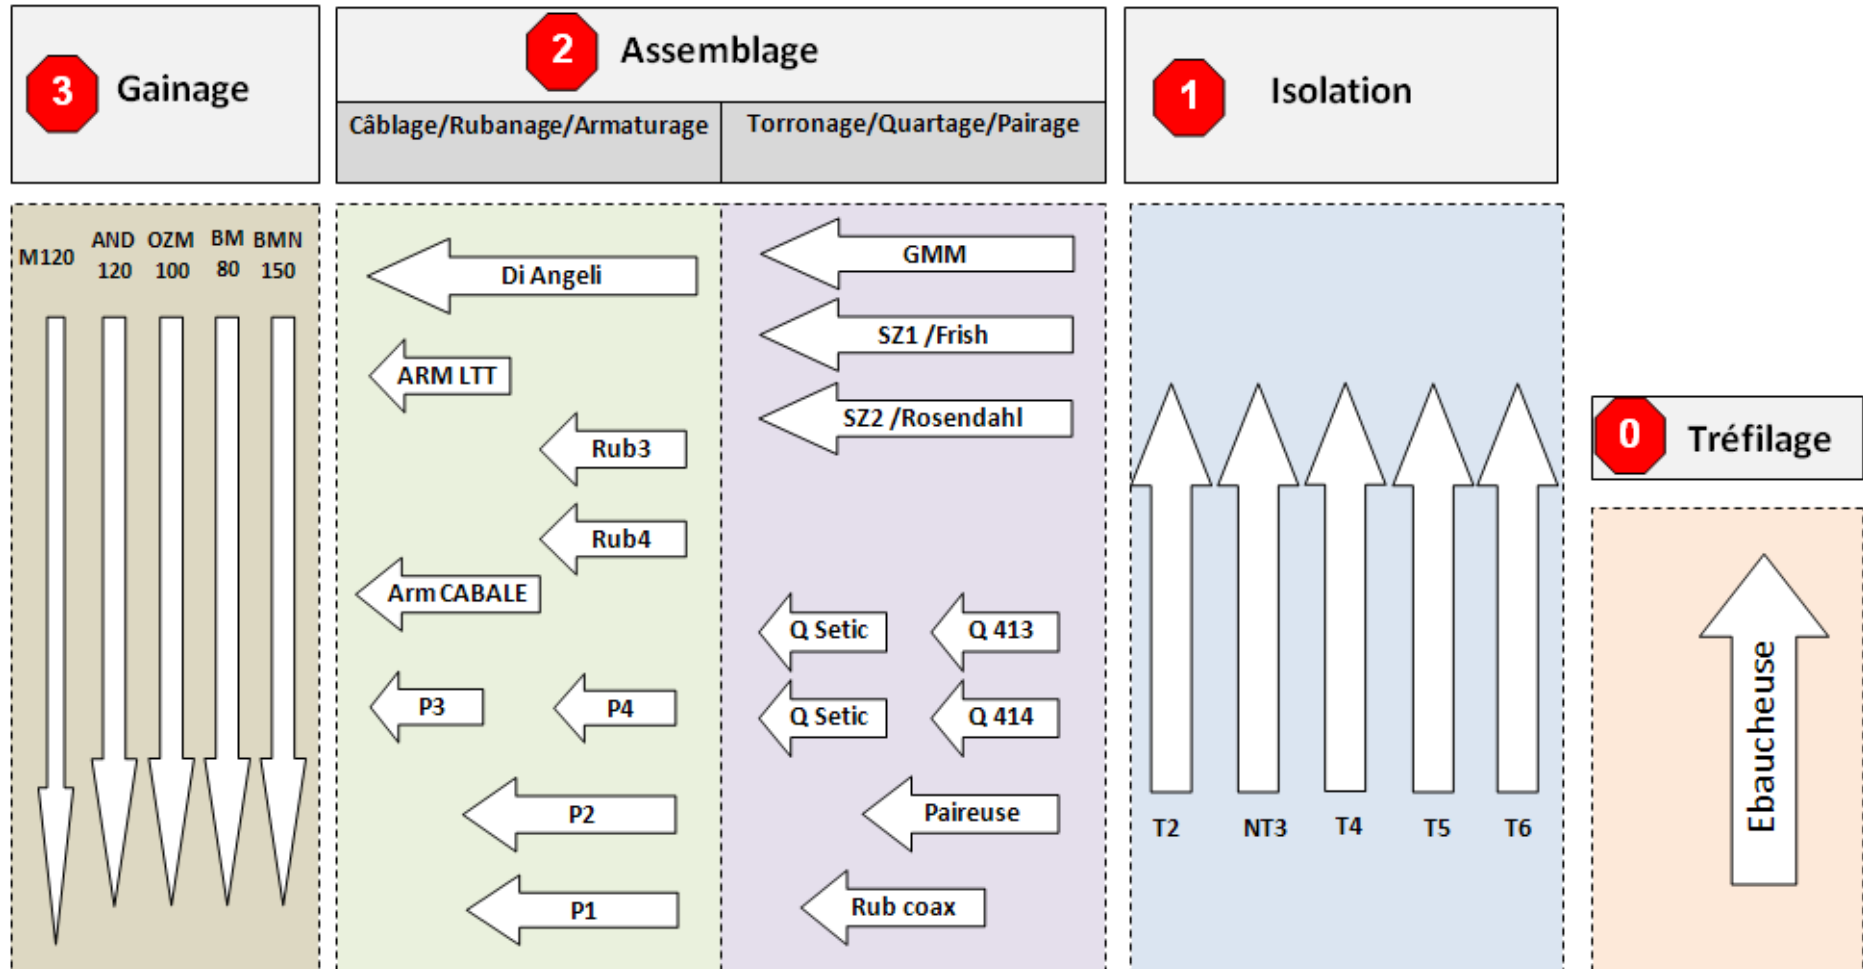 3 Gainage
2 Assemblage
Câblage/Rubanage/Armaturage
Torronage/Quartage/Pairage
1 Isolation
0 Tréfilage
M120
AND
120
OZM
100
BM
80
BMN
150
Di Angeli
ARM LTT
Rub3
Rub4
Arm CABALE
P3
P4
P2
P1
GMM
SZ1 /Frish
SZ2 /Rosendahl
Q Setic
Q 413
Q Setic
Q 414
Paireuse
Rub coax
T2
NT3
T4
T5
T6
Ebaucheuse